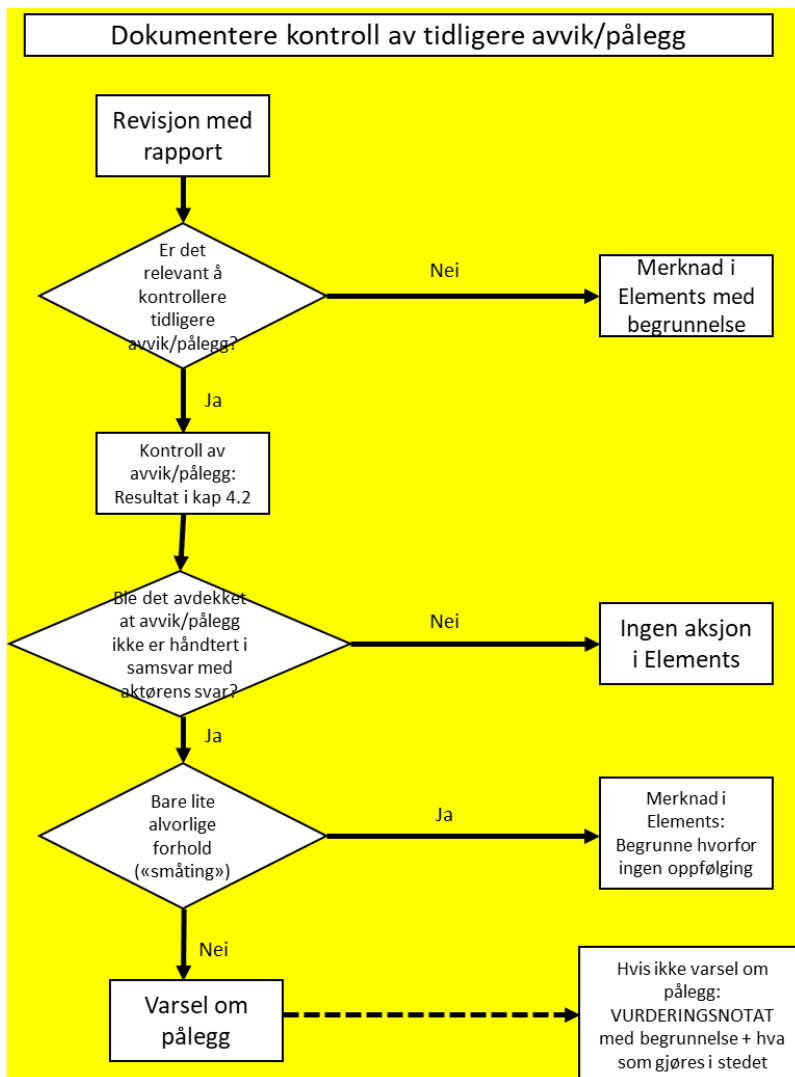 Dokumentere kontroll av tidligere avvik/pålegg
Revisjon med
rapport
Er det
relevant å
kontrollere
tidligere
avvik/pålegg?
Nei
Merknad i
Elements med
begrunnelse
Ja
Kontroll av
avvik/pålegg:
Resultat i kap 4.2
Ble det avdekket
at avvik/pålegg
ikke er håndtert i
samsvar med
aktørens svar?
Nei
Ingen aksjon
i Elements
Ja
Bare lite
alvorlige
forhold
(«småting»)
Ja
Merknad i
Elements:
Begrunne hvorfor
ingen oppfølging
Nei
Varsel om
pålegg
Hvis ikke varsel om
pålegg:
VURDERINGSNOTAT
med begrunnelse + hva
som gjøres i stedet